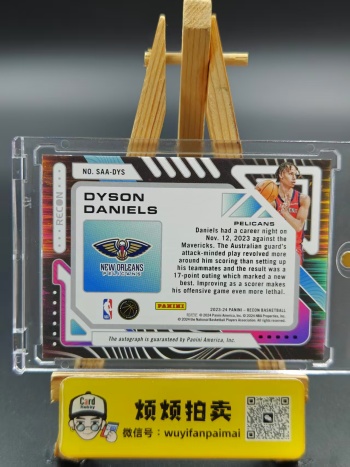 NO. SAA-DYS
RECON
DYSON
DANIELS
NEW ORLEANS
PELICANS
PELICANS
Daniels had a career night on
Nov. 12, 2023 against the
Mavericks. The Australian guard's
attack-minded play revolved more
around him scoring than setting up
his teammates and the result was a
17-point outing which marked a new
best. Improving as a scorer makes
his offensive game even more lethal.
NBA
PANINI
2023-24 PANINI - RECON BASKETBALL
The autograph is guaranteed by Panini America, Inc.
Card
烦烦拍卖
微信号：wuyifanpaimai